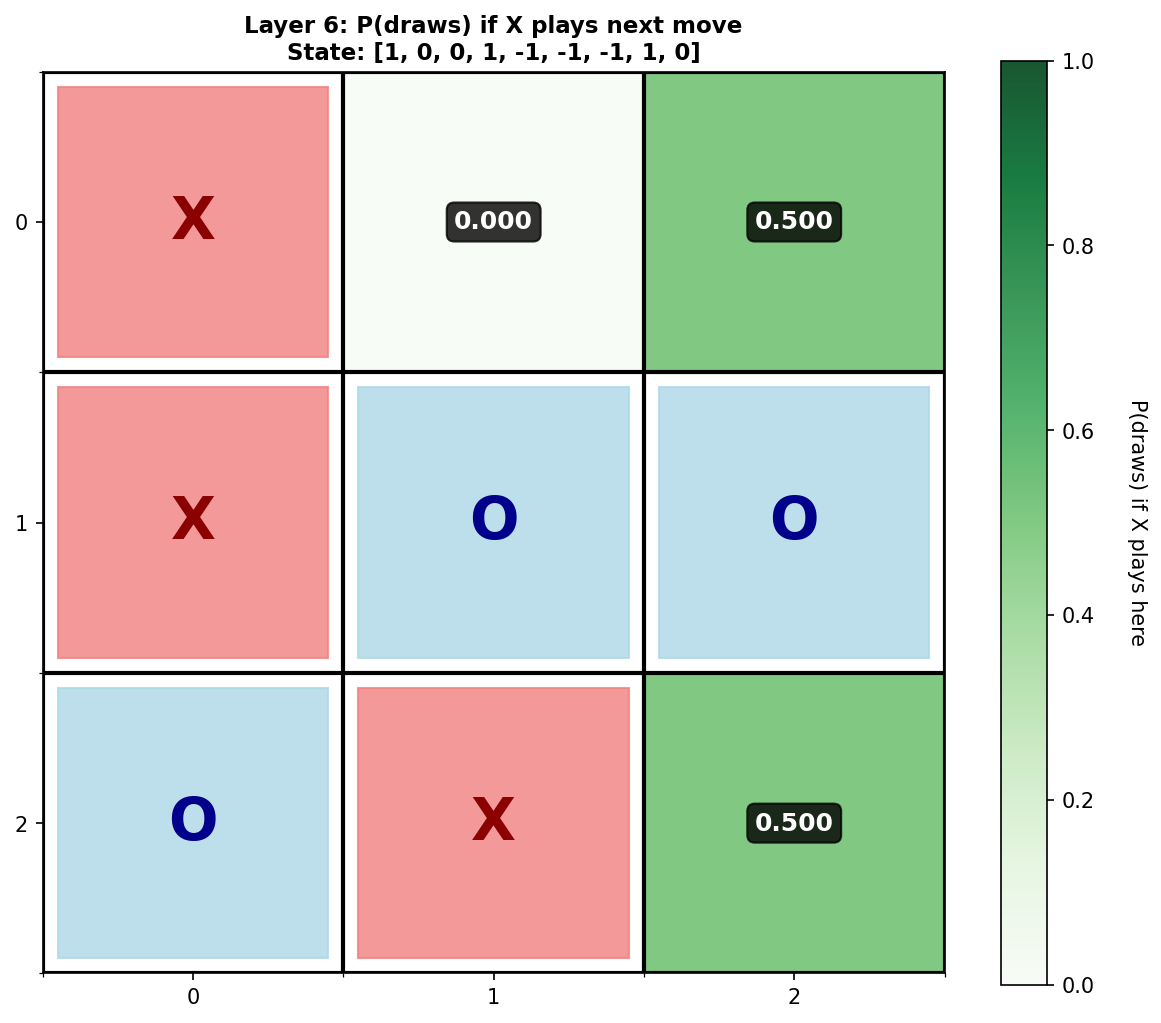 Layer 6: P(draws) if X plays next move
State: [1, 0, 0, 1, -1, -1, -1, 1, 0]
0
X
0.000
0.500
1
X
O
O
2
O
X
0.500
0
1
2
1.0
0.8
0.6
0.4
0.2
0.0
P(draws) if X plays here